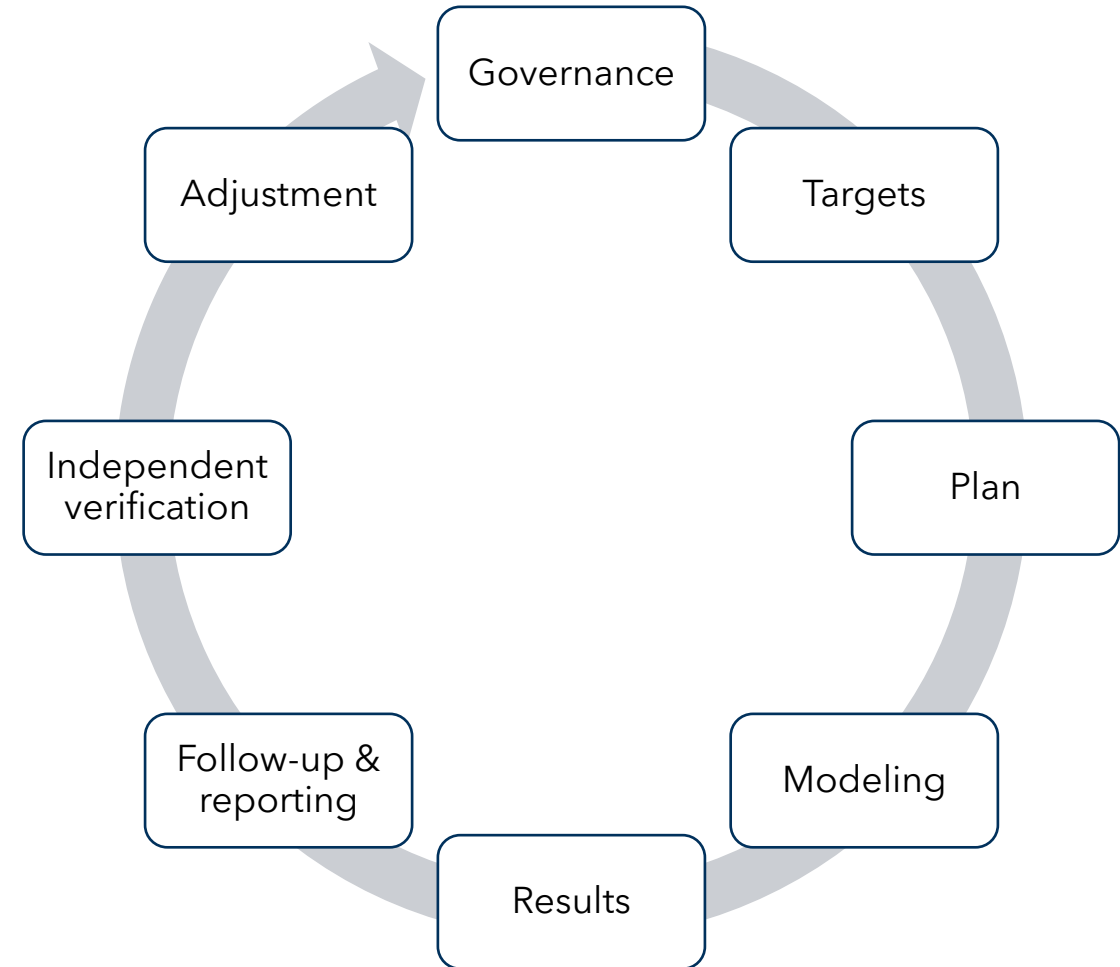 Governance
Targets
Plan
Modeling
Results
Follow-up &
reporting
Independent
verification
Adjustment